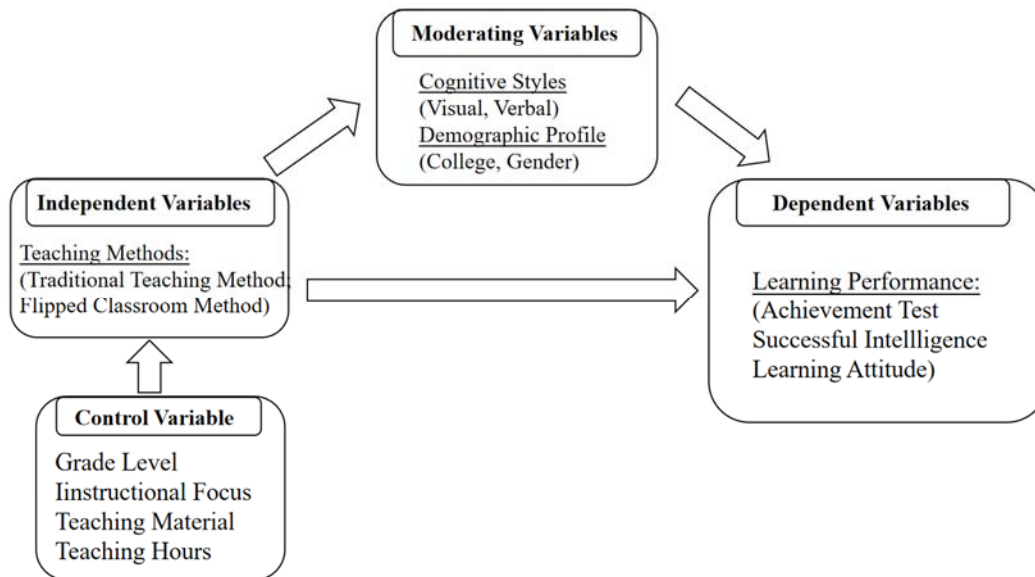 Moderating Variables
Cognitive Styles
(Visual, Verbal)
Demographic Profile
(College, Gender)
Independent Variables
Teaching Methods:
(Traditional Teaching Method;
Flipped Classroom Method)
Dependent Variables
Learning Performance:
(Achievement Test
Successful Intellligence
Learning Attitude)
Control Variable
Grade Level
Iinstructional Focus
Teaching Material
Teaching Hours